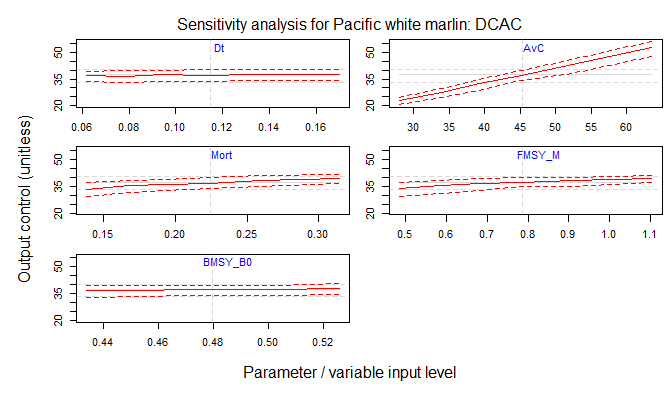 Sensitivity analysis for Pacific white marlin: DCAC
Output control (unitless)
Dt
20 35 50
0.06 0.08 0.10 0.12 0.14 0.16
AvC
20 35 50
30 35 40 45 50 55 60
Mort
20 35 50
0.15 0.20 0.25 0.30
FMSY_M
20 35 50
0.5 0.6 0.7 0.8 0.9 1.0 1.1
BMSY_B0
20 35 50
0.44 0.46 0.48 0.50 0.52
Parameter / variable input level